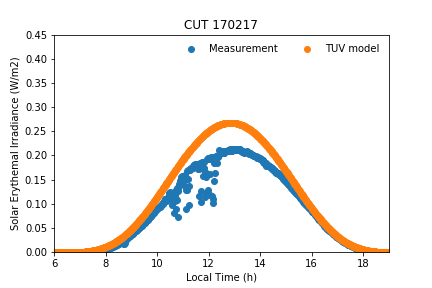 CUT 170217
Measurement
TUV model
Solar Erythemal Irradiance (W/m2)
0.45
0.40
0.35
0.30
0.25
0.20
0.15
0.10
0.05
0.00
6 8 10 12 14 16 18
Local Time (h)